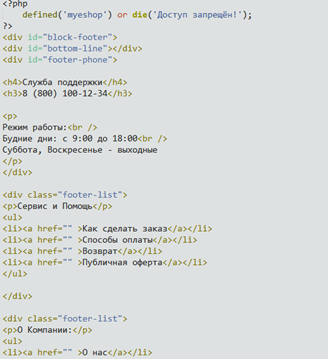 <?php
defined('myeshop') or die('Доступ запрещён!');
?>
<div id="block-footer">
<div id="bottom-line"></div>
<div id="footer-phone">
<h4>Служба поддержки</h4>
<h3>8 (800) 100-12-34</h3>
<p>
Режим работы:<br />
Будние дни: с 9:00 до 18:00<br />
Суббота, Воскресенье - выходные
</p>
</div>
<div class="footer-list">
<p>Сервис и Помощь</p>
<ul>
<li><a href="" >Как сделать заказ</a></li>
<li><a href="" >Способы оплаты</a></li>
<li><a href="" >Возврат</a></li>
<li><a href="" >Публичная оферта</a></li>
</ul>
</div>
<div class="footer-list">
<p>О Компании:</p>
<ul>
<li><a href="" >О нас</a></li>